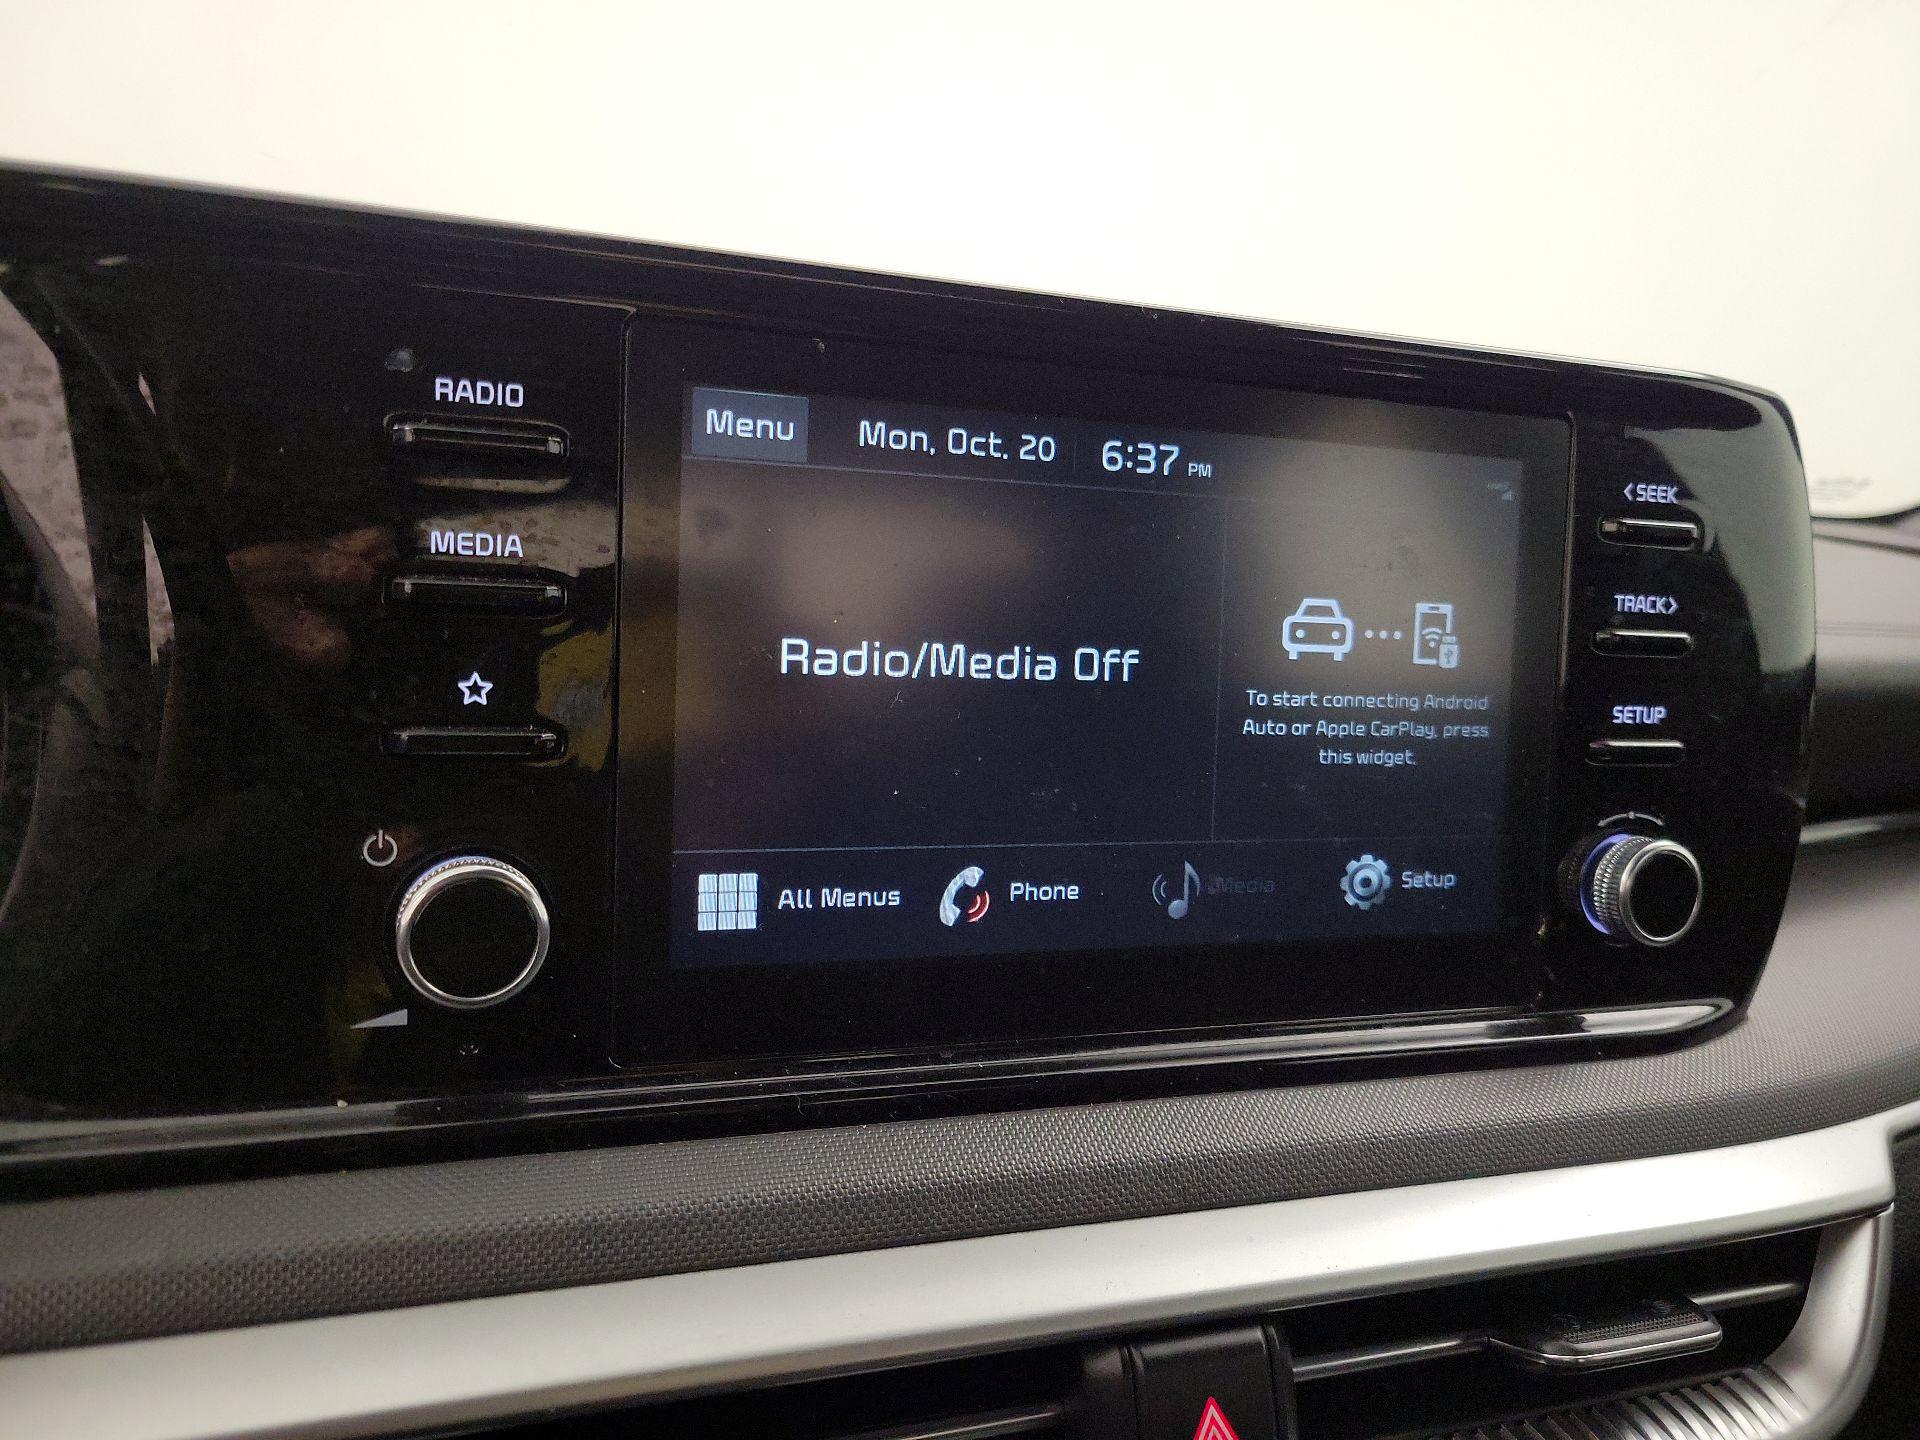 RADIO
MEDIA
Menu
Mon, Oct. 20
6:37 PM
Radio/Media Off
To start connecting Android
Auto or Apple CarPlay, press
this widget.
All Menus
Phone
Media
Setup
<SEEK
TRACK>
SETUP